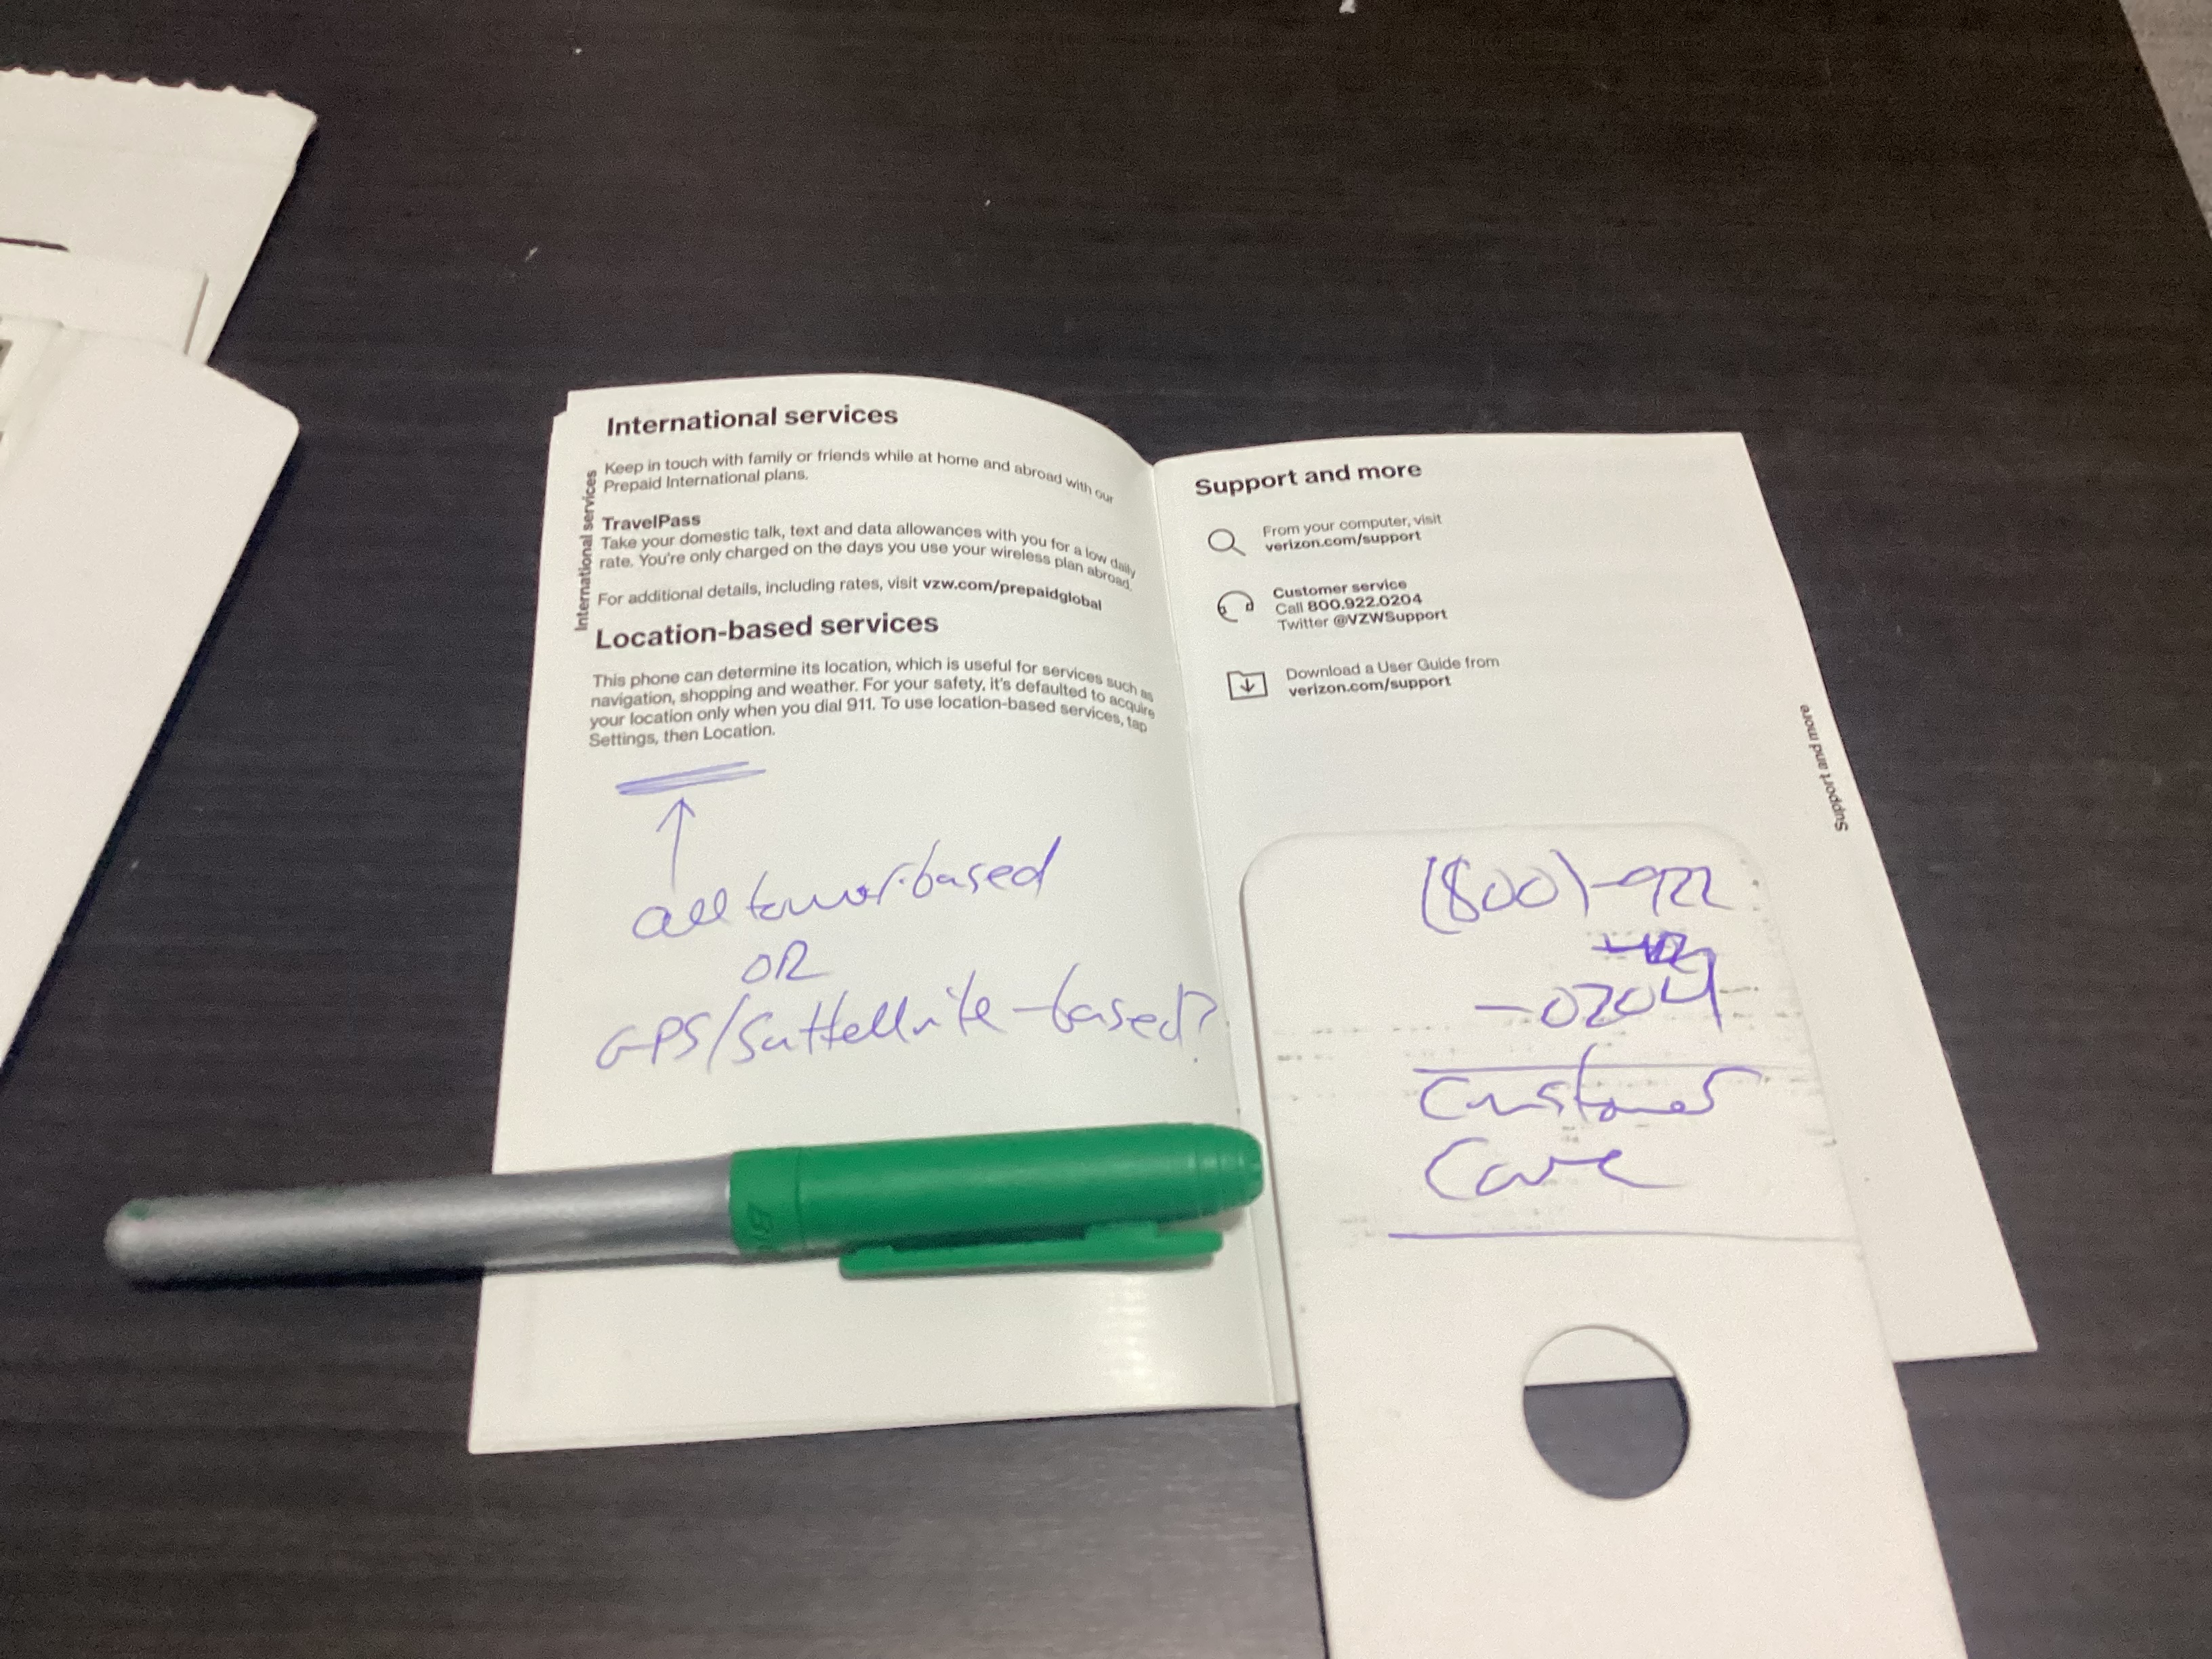 International services
International services
Keep in touch with family or friends while at home and abroad with our
Prepaid International plans.
TravelPass
Take your domestic talk, text and data allowances with you for a low daily
rate. You're only charged on the days you use your wireless plan abroad.
For additional details, including rates, visit vzw.com/prepaidglobal
Location-based services
This phone can determine its location, which is useful for services such as
navigation, shopping and weather. For your safety, it's defaulted to acquire
your location only when you dial 911. To use location-based services, tap
Settings, then Location.
all tower-based
OR
GPS/Sattellite-based?
Support and more
From your computer, visit
verizon.com/support
Customer service
Call 800.922.0204
Twitter @VZWSupport
Download a User Guide from
verizon.com/support
Support and more
(800)-922
-0204
Customer
Care